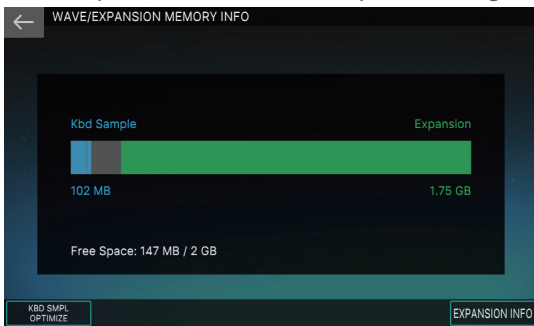 WAVE/EXPANSION MEMORY INFO
Kbd Sample Expansion
102 MB 1.75 GB
Free Space: 147 MB / 2 GB
KBD SMPL
OPTIMIZE
EXPANSION INFO